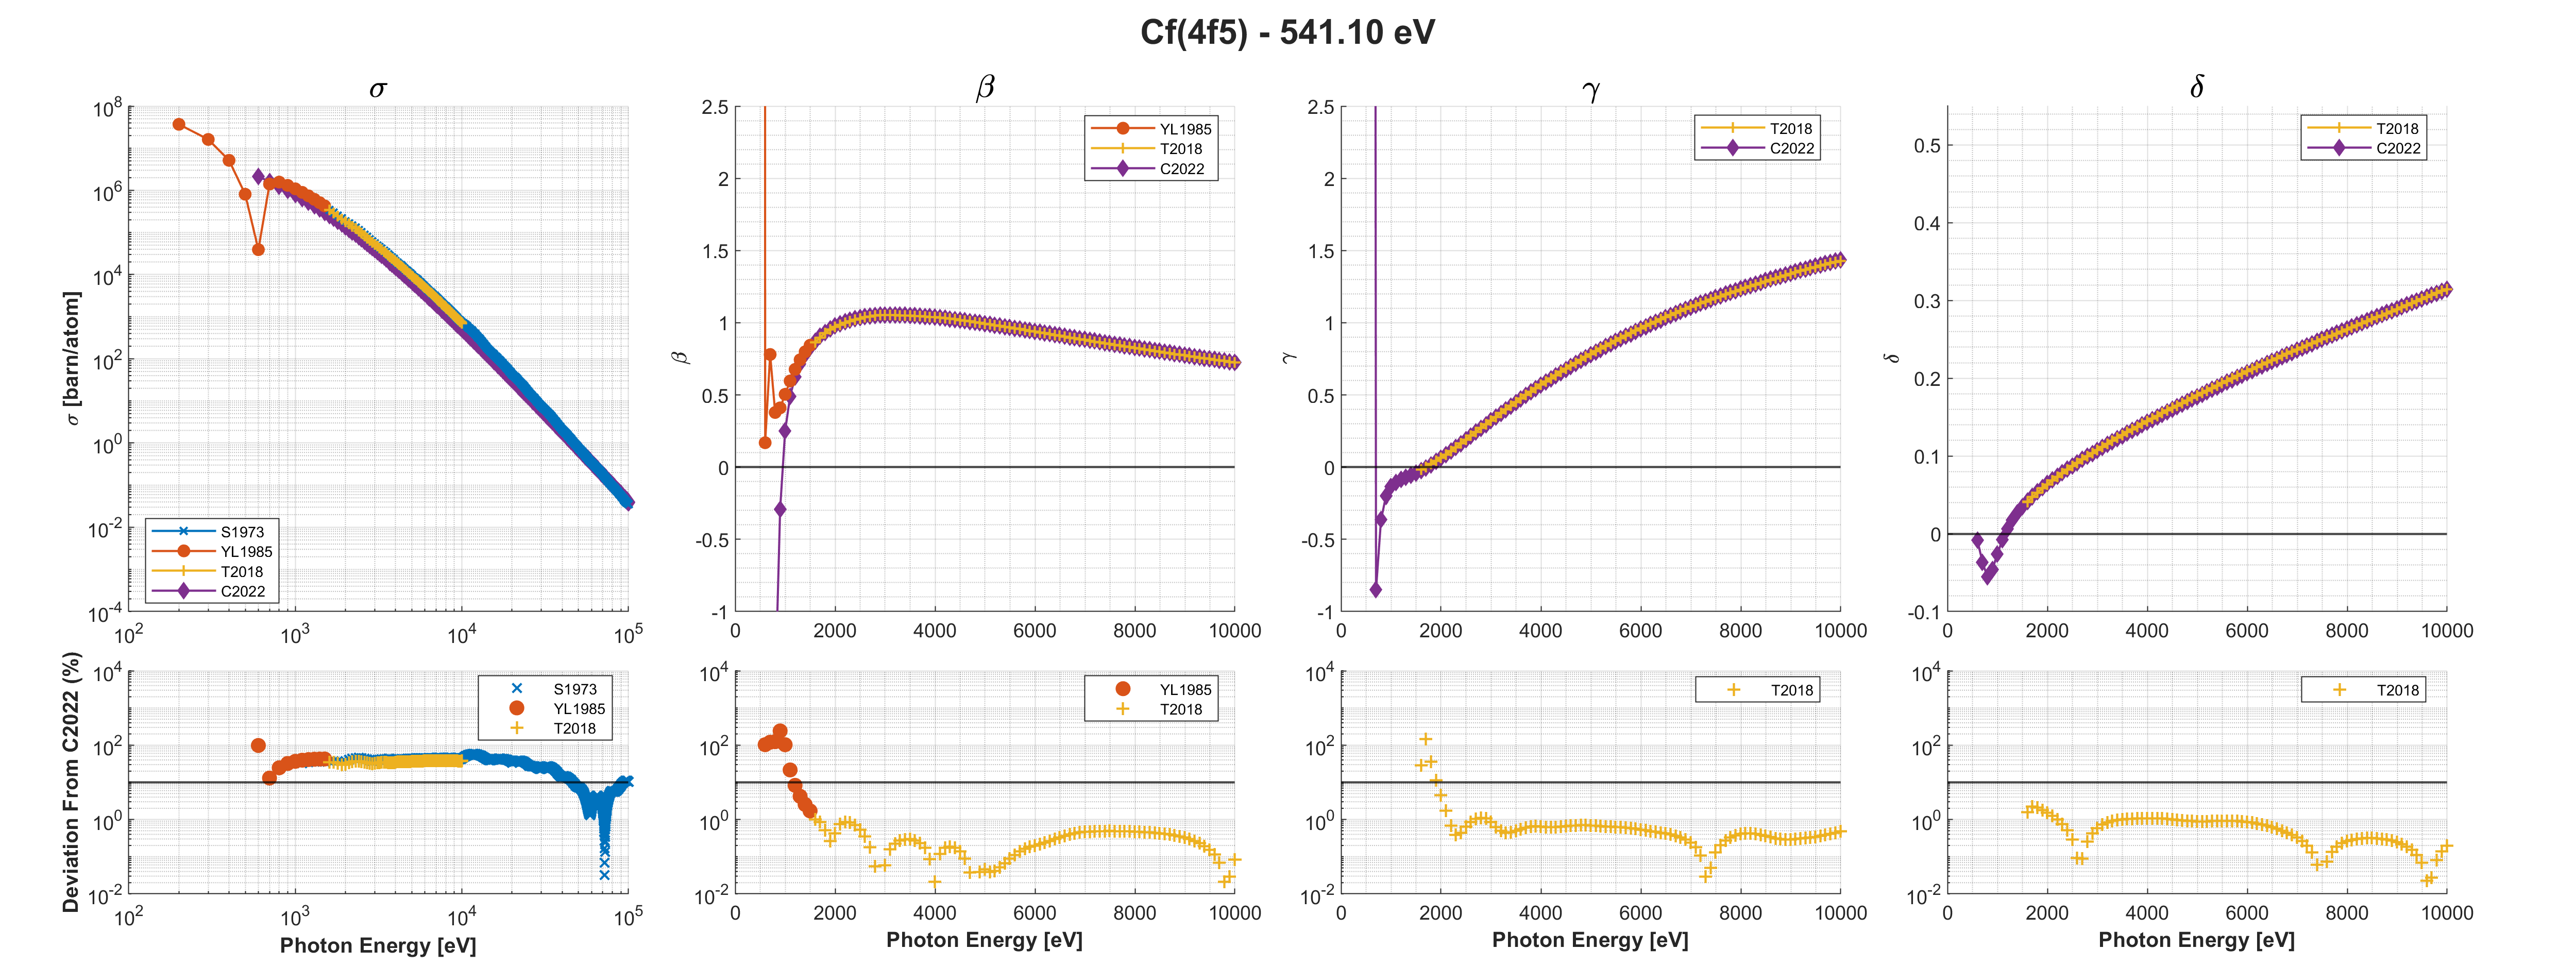 Cf(4f5) - 541.10 eV
σ
β
γ
δ
σ [barn/atom]
10^8
10^6
10^4
10^2
10^0
10^-2
10^-4
10^2
10^3
10^4
10^5
S1973
YL1985
T2018
C2022
β
2.5
2
1.5
1
0.5
0
-0.5
-1
0
2000
4000
6000
8000
10000
YL1985
T2018
C2022
γ
2.5
2
1.5
1
0.5
0
-0.5
-1
0
2000
4000
6000
8000
10000
T2018
C2022
δ
0.5
0.4
0.3
0.2
0.1
0
-0.1
0
2000
4000
6000
8000
10000
T2018
C2022
Deviation From C2022 (%)
10^4
10^2
10^0
10^-2
10^2
10^3
10^4
10^5
S1973
YL1985
T2018
Photon Energy [eV]
10^4
10^2
10^0
10^-2
0
2000
4000
6000
8000
10000
YL1985
T2018
Photon Energy [eV]
10^4
10^2
10^0
10^-2
0
2000
4000
6000
8000
10000
T2018
Photon Energy [eV]
10^4
10^2
10^0
10^-2
0
2000
4000
6000
8000
10000
T2018
Photon Energy [eV]